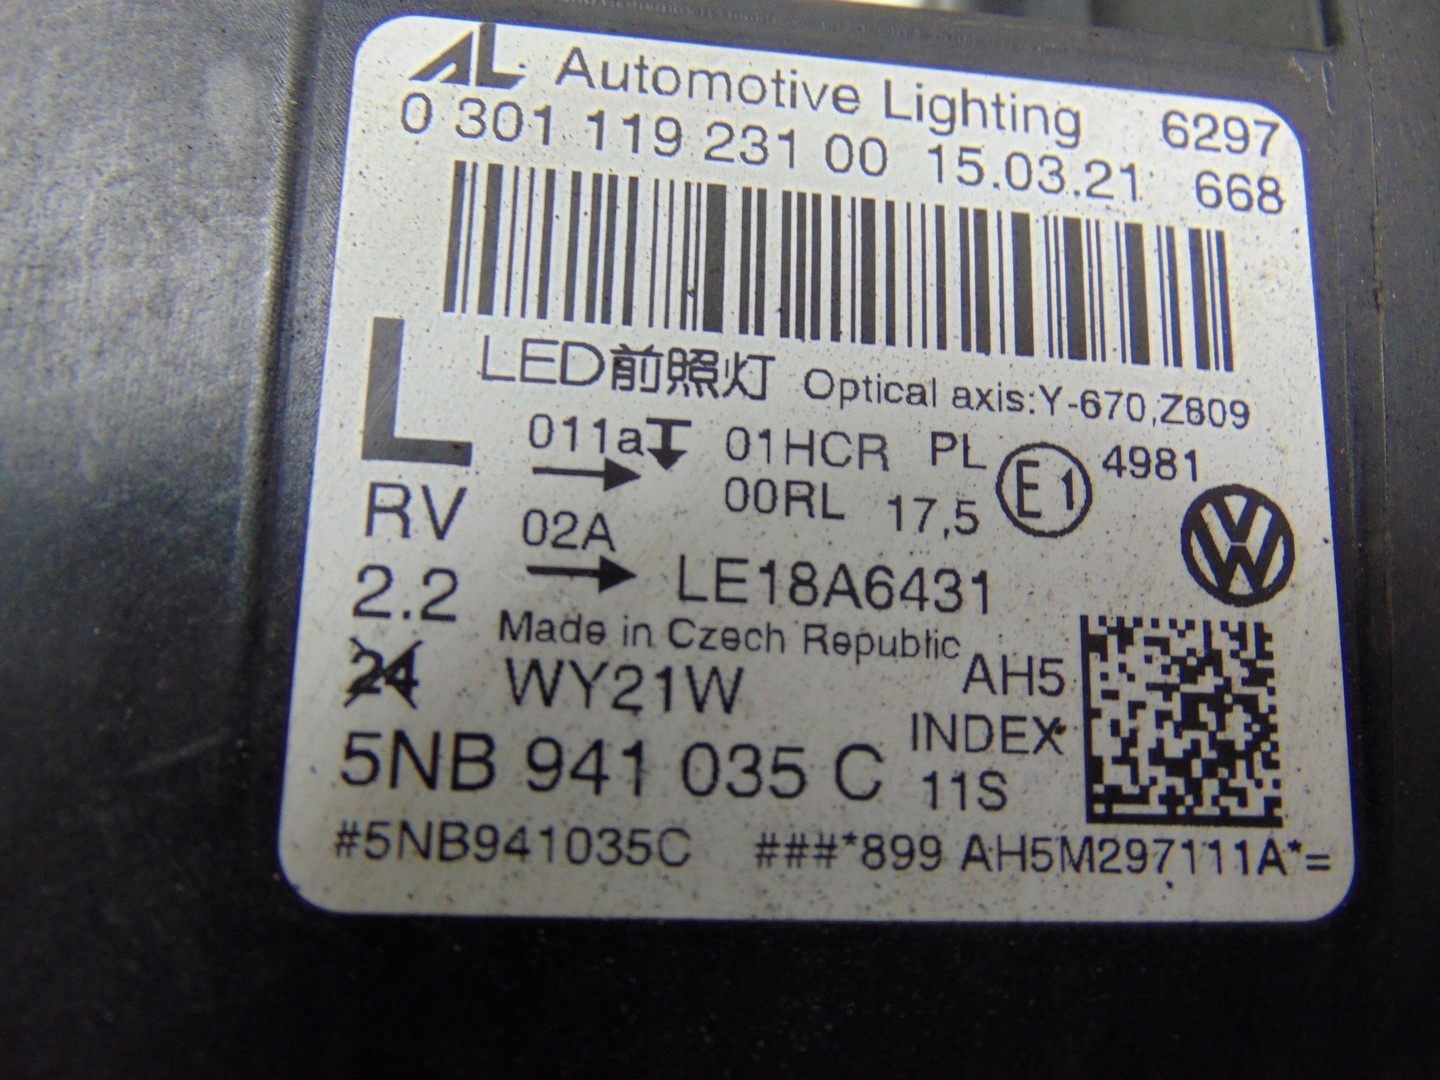 AL Automotive Lighting 6297
0 301 119 231 00 15.03.21 668
L LED前照灯 Optical axis:Y-670,Z809
011a 01HCR PL E1 4981
00RL 17,5
RV 02A
2.2 LE18A6431
Made in Czech Republic
24 WY21W AH5
INDEX
5NB 941 035 C 11S
#5NB941035C ###*899 AH5M297111A*=